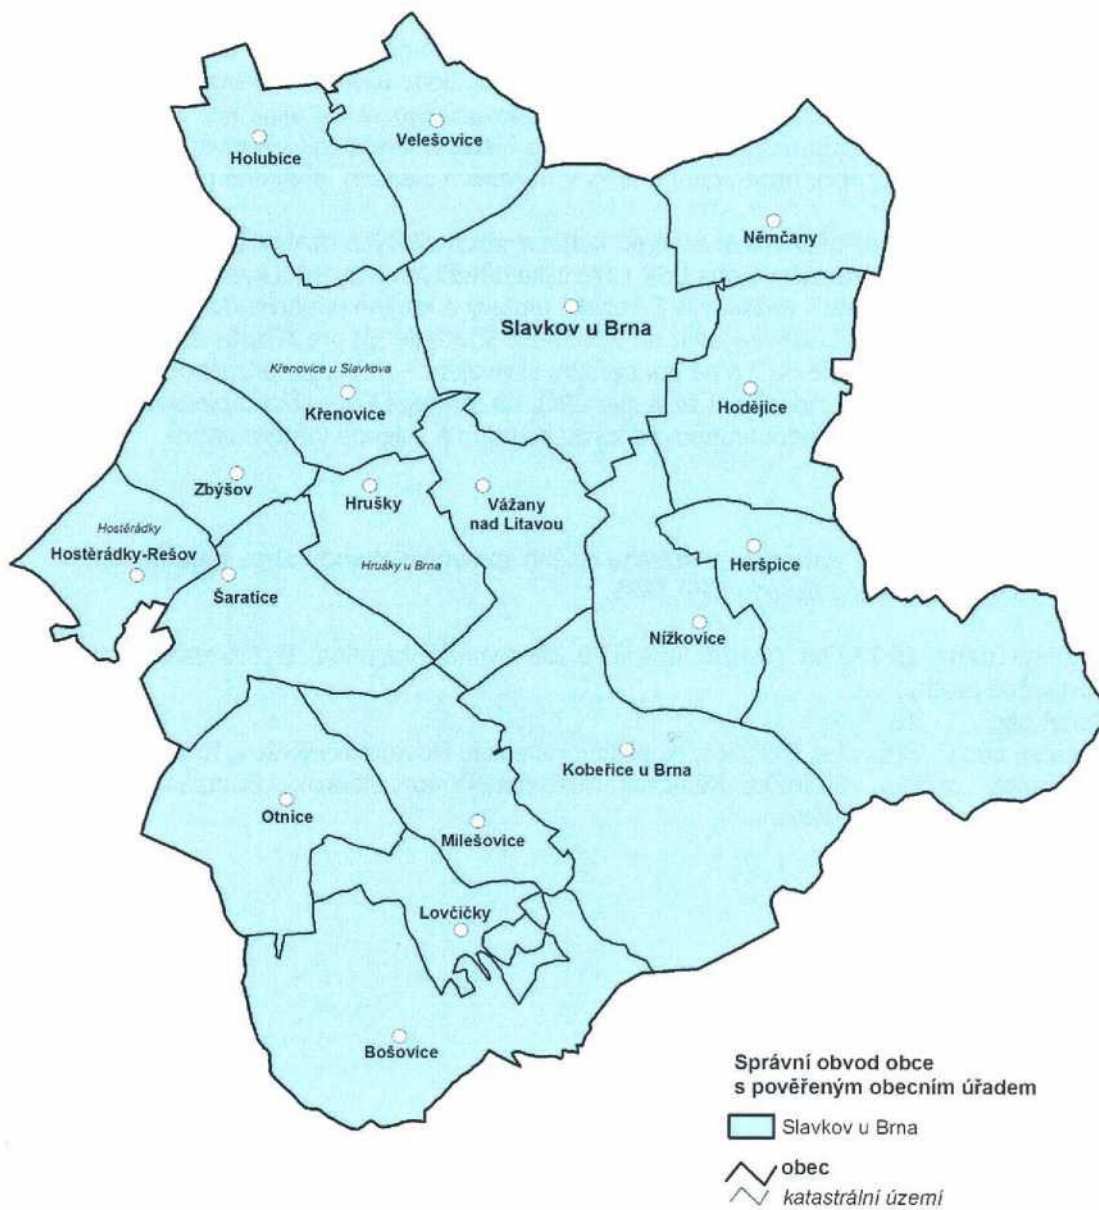 Velešovice
Holubice
Němčany
Slavkov u Brna
Křenovice u Slavkova
Křenovice
Hodějice
Zbýšov
Hrušky
Vážany
nad Litavou
Hostěrádky
Hostěrádky-Rešov
Heršpice
Hrušky u Brna
Šaratice
Nížkovice
Kobeřice u Brna
Otnice
Milešovice
Lovčičky
Bošovice
Správní obvod obce
s pověřeným obecním úřadem
Slavkov u Brna
obec
katastrální území